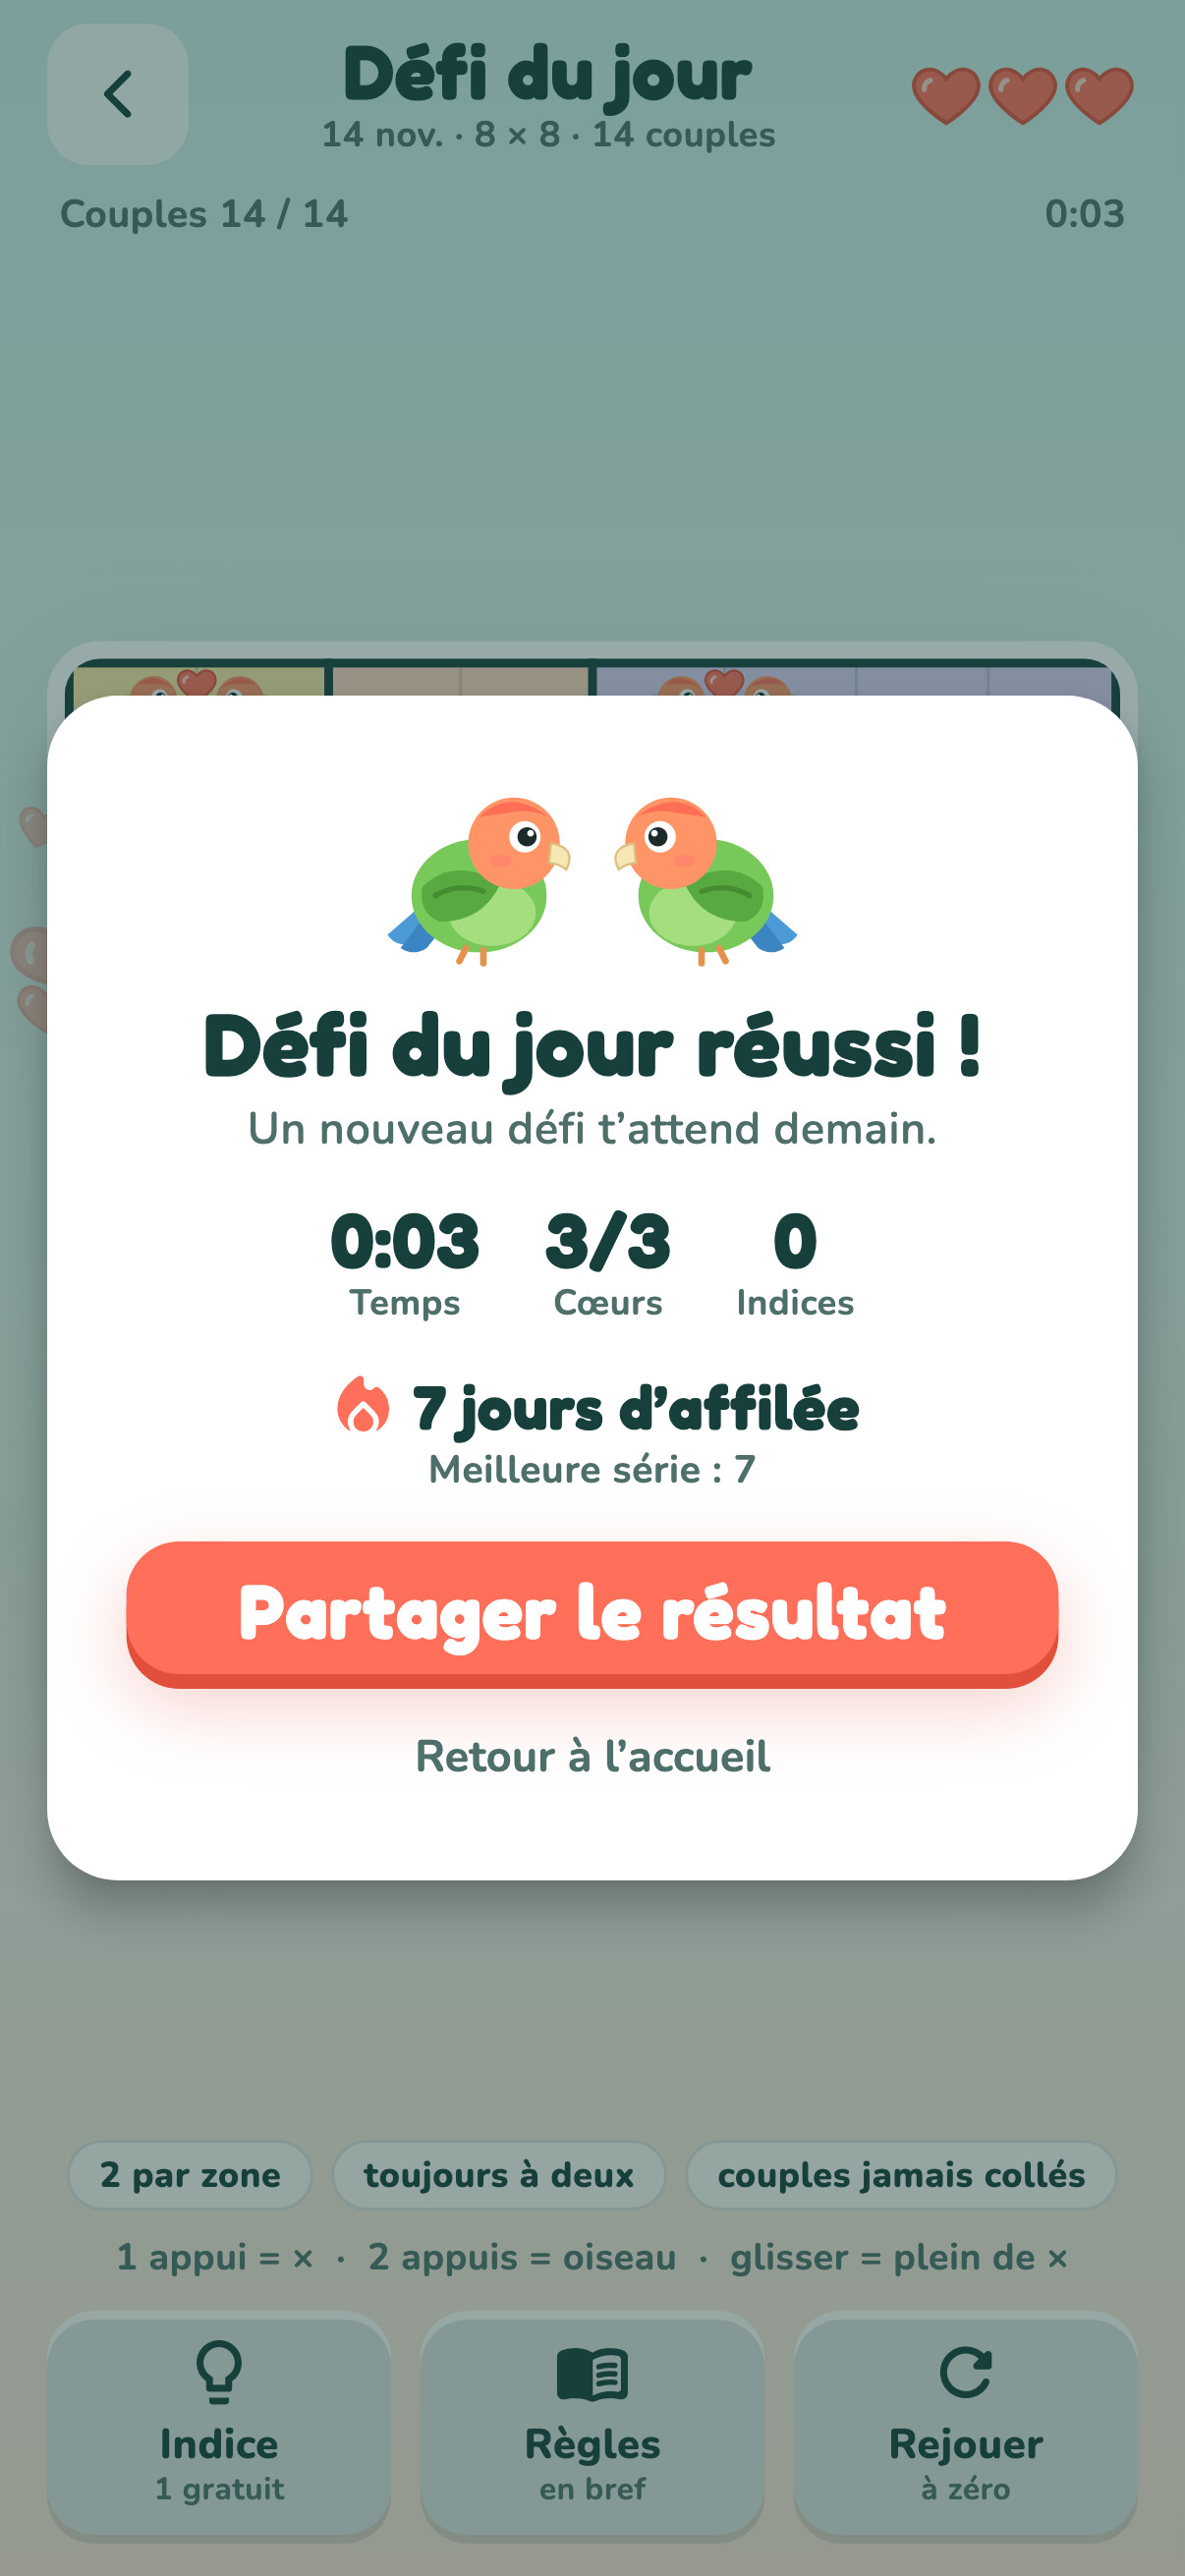 Défi du jour
14 nov. · 8 × 8 · 14 couples
Couples 14 / 14
0:03
Défi du jour réussi !
Un nouveau défi t’attend demain.
0:03 3/3 0
Temps Cœurs Indices
7 jours d’affilée
Meilleure série : 7
Partager le résultat
Retour à l’accueil
2 par zone toujours à deux couples jamais collés
1 appui = × · 2 appuis = oiseau · glisser = plein de ×
Indice Règles Rejouer
1 gratuit en bref à zéro